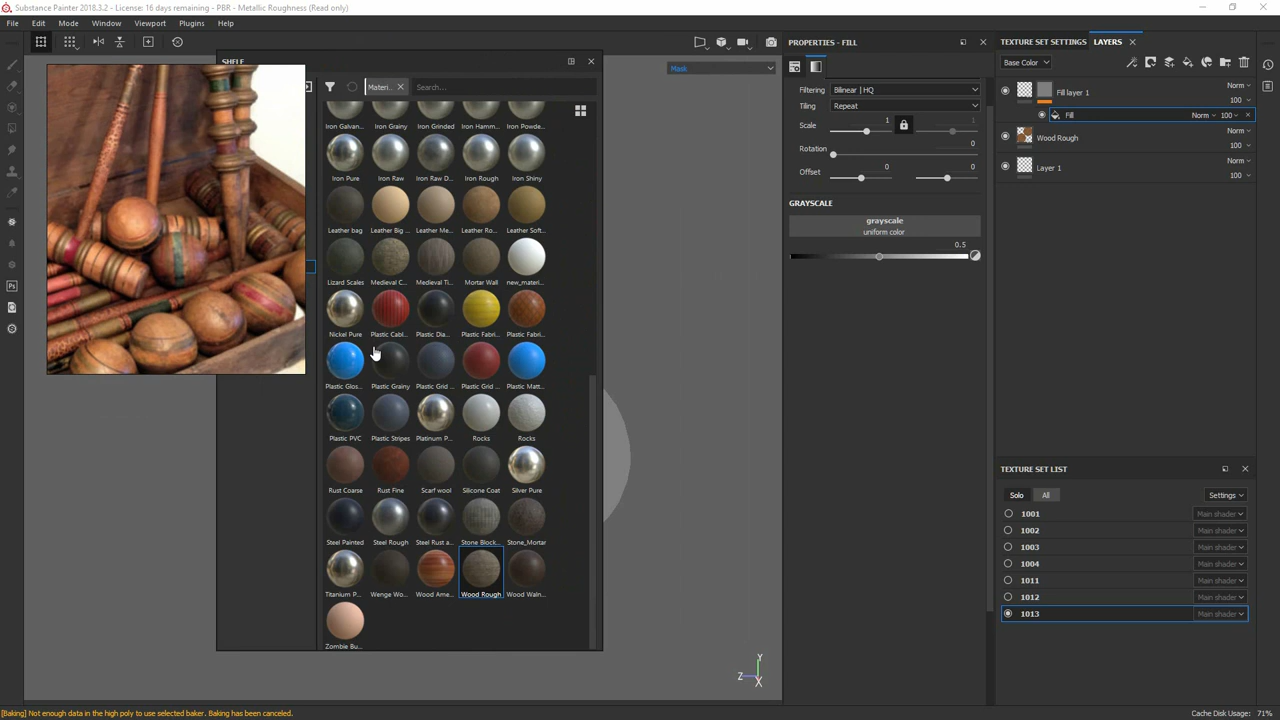 Substance Painter 2018.3.2 - License: 16 days remaining - PBR - Metallic Roughness (Read only)
File Edit Mode Window Viewport Plugins Help
SHELF
Materi... Search...
Iron Galvan... Iron Grainy Iron Grinded Iron Hamm... Iron Powde...
Iron Pure Iron Raw Iron Raw D... Iron Rough Iron Shiny
Leather bag Leather Big ... Leather Me... Leather Ro... Leather Soft...
Lizard Scales Medieval C... Medieval Ti... Mortar Wall new_materi...
Nickel Pure Plastic Cabl... Plastic Dia... Plastic Fabri... Plastic Fabri...
Plastic Glos... Plastic Grainy Plastic Grid ... Plastic Grid ... Plastic Matt...
Plastic PVC Plastic Stripes Platinum P... Rocks Rocks
Rust Coarse Rust Fine Scarf wool Silicone Coat Silver Pure
Steel Painted Steel Rough Steel Rust a... Stone Block... Stone_Mortar
Titanium P... Wenge Wo... Wood Ame... Wood Rough Wood Waln...
Zombie Bu...
Mask
Z Y X
PROPERTIES - FILL
Filtering Bilinear | HQ
Tiling Repeat
Scale 1 1
Rotation 0
Offset 0 0
GRAYSCALE
grayscale
uniform color
0.5
TEXTURE SET SETTINGS LAYERS
Base Color
Fill layer 1 Norm
100
Fill Norm 100
Wood Rough Norm
100
Layer 1 Norm
100
TEXTURE SET LIST
Solo All Settings
1001 Main shader
1002 Main shader
1003 Main shader
1004 Main shader
1011 Main shader
1012 Main shader
1013 Main shader
[Baking] Not enough data in the high poly to use selected baker. Baking has been canceled.
Cache Disk Usage: 71%
Ps